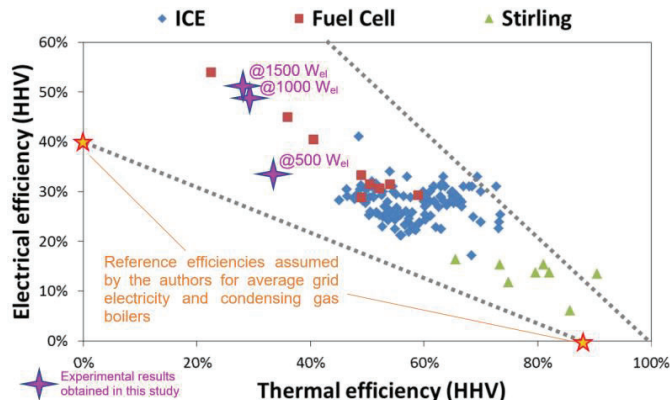 ICE Fuel Cell Stirling
Electrical efficiency (HHV)
60%
50%
40%
30%
20%
10%
0%
@1500 Wel
@1000 Wel
@500 Wel
Reference efficiencies assumed
by the authors for average grid
electricity and condensing gas
boilers
0% 20% 40% 60% 80% 100%
Experimental results
obtained in this study
Thermal efficiency (HHV)